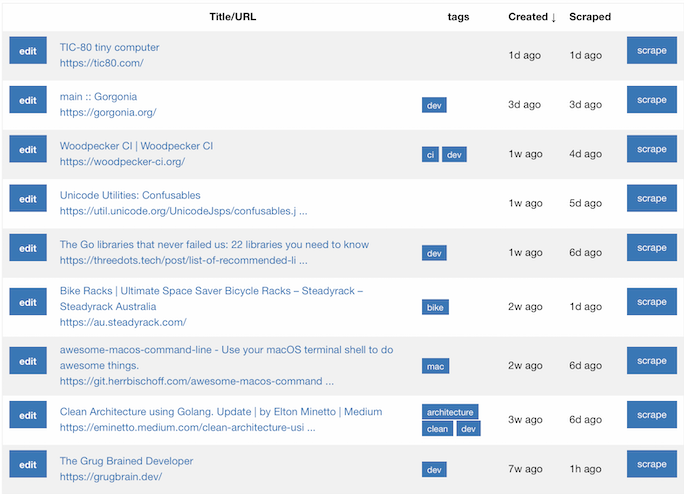 Title/URL tags Created ↓ Scraped
edit TIC-80 tiny computer 1d ago 1d ago scrape
https://tic80.com/
edit main :: Gorgonia dev 3d ago 3d ago scrape
https://gorgonia.org/
edit Woodpecker CI | Woodpecker CI ci dev 1w ago 4d ago scrape
https://woodpecker-ci.org/
edit Unicode Utilities: Confusables 1w ago 5d ago scrape
https://util.unicode.org/UnicodeJsps/confusables.j ...
edit The Go libraries that never failed us: 22 libraries you need to know dev 1w ago 6d ago scrape
https://threedots.tech/post/list-of-recommended-li ...
edit Bike Racks | Ultimate Space Saver Bicycle Racks – Steadyrack – bike 2w ago 1d ago scrape
Steadyrack Australia
https://au.steadyrack.com/
edit awesome-macos-command-line - Use your macOS terminal shell to do mac 2w ago 6d ago scrape
awesome things.
https://git.herrbischoff.com/awesome-macos-command ...
edit Clean Architecture using Golang. Update | by Elton Minetto | Medium architecture 3w ago 6d ago scrape
https://eminetto.medium.com/clean-architecture-usi ... clean dev
edit The Grug Brained Developer dev 7w ago 1h ago scrape
https://grugbrain.dev/